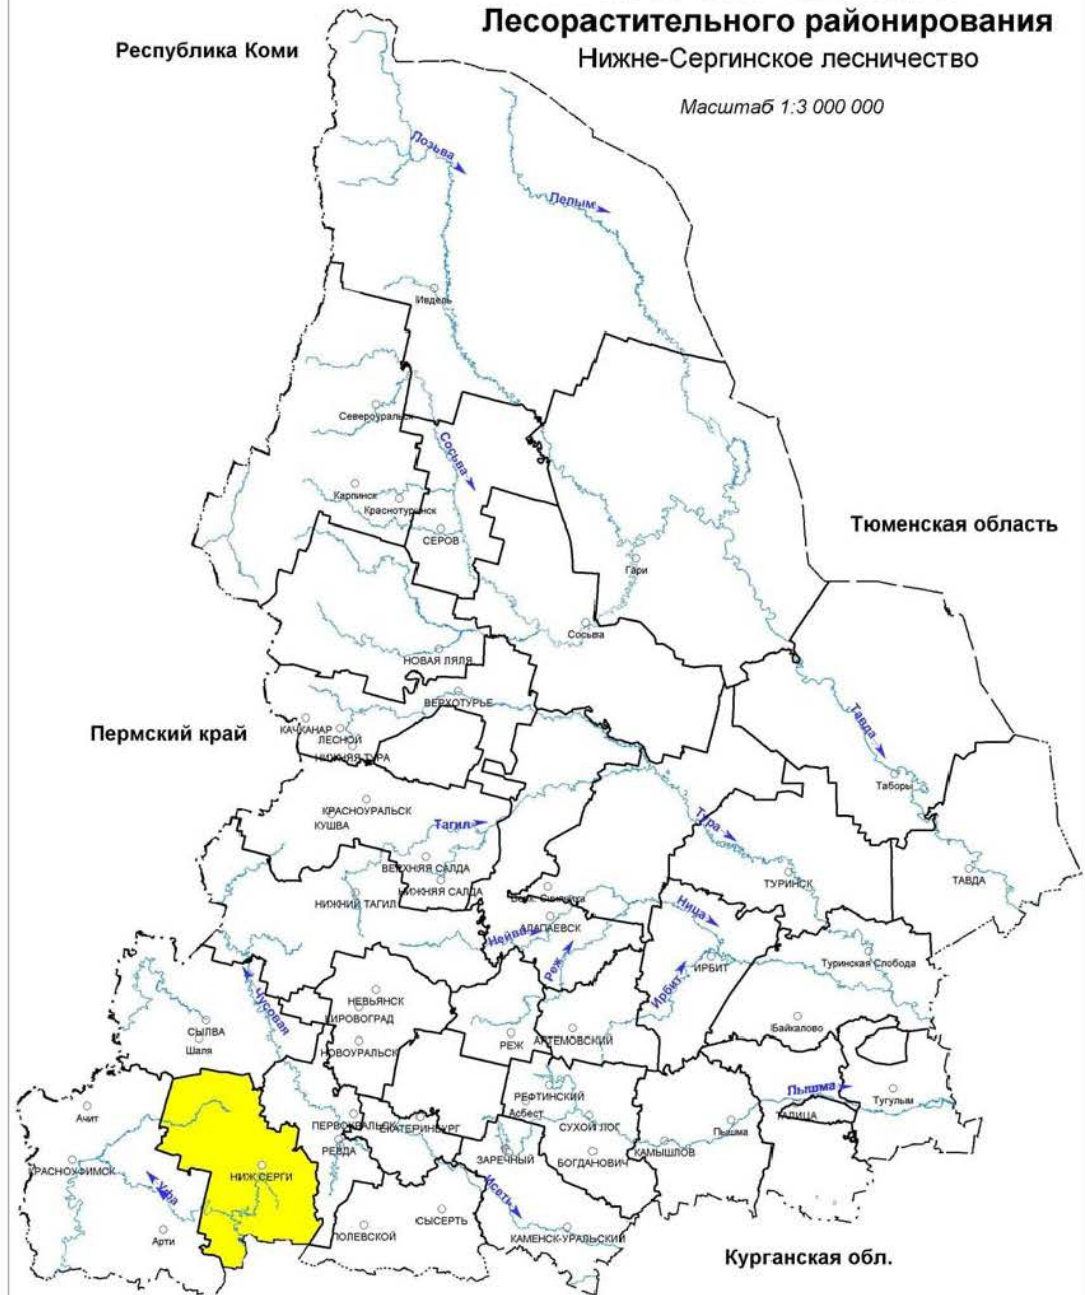 Лесорастительного районирования
Нижне-Сергинское лесничество
Масштаб 1:3 000 000
Республика Коми
Лозьва
Пелым
Ивдель
Североуральск
Сосьва
Карпинск
Краснотурьинск
СЕРОВ
Тюменская область
Гари
Сосьва
НОВАЯ ЛЯЛЯ
ВЕРХОТУРЬЕ
КАЧКАНАР
ЛЕСНОЙ
НИЖНЯЯ ТУРА
Пермский край
Тавда
Таборы
КРАСНОУРАЛЬСК
КУШВА
Тагил
Тура
ВЕРХНЯЯ САЛДА
НИЖНЯЯ САЛДА
НИЖНИЙ ТАГИЛ
ТУРИНСК
ТАВДА
АЛАПАЕВСК
Нейва
Ница
Реж
Ирбит
ИРБИТ
Туринская Слобода
НЕВЬЯНСК
КИРОВОГРАД
Чусовая
СЫЛВА
Шаля
НОВОУРАЛЬСК
РЕЖ
АРТЕМОВСКИЙ
Байкалово
Ачит
ПЕРВОУРАЛЬСК
ЕКАТЕРИНБУРГ
РЕФТИНСКИЙ
Асбест
СУХОЙ ЛОГ
Пышма
Пышма
ТАЛИЦА
Тугулым
КРАСНОУФИМСК
НИЖ.СЕРГИ
РЕВДА
ЗАРЕЧНЫЙ
БОГДАНОВИЧ
КАМЫШЛОВ
Уфа
Арти
ПОЛЕВСКОЙ
СЫСЕРТЬ
Исеть
КАМЕНСК-УРАЛЬСКИЙ
Курганская обл.